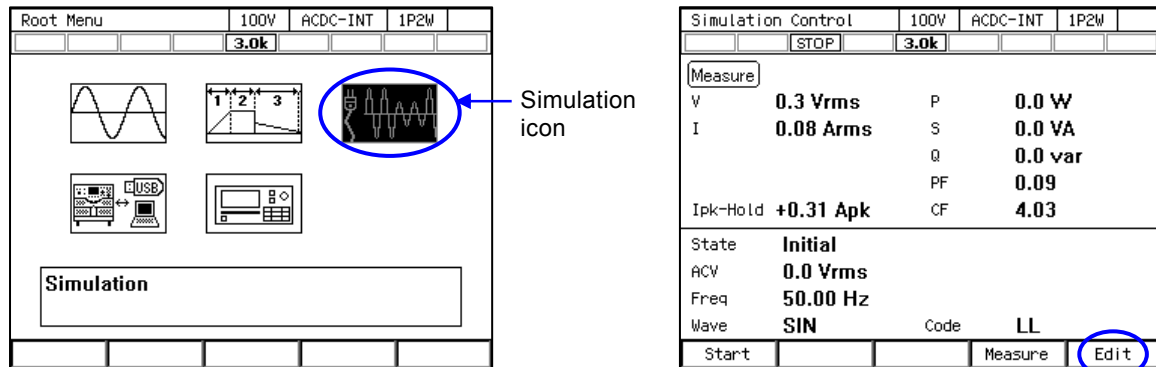 Root Menu 100V ACDC-INT 1P2W
3.0k
1 2 3
USB
Simulation
Simulation
icon
Simulation Control 100V ACDC-INT 1P2W
STOP 3.0k
Measure
V 0.3 Vrms P 0.0 W
I 0.08 Arms S 0.0 VA
Q 0.0 var
PF 0.09
Ipk-Hold +0.31 Apk CF 4.03
State Initial
ACV 0.0 Vrms
Freq 50.00 Hz
Wave SIN Code LL
Start Measure Edit